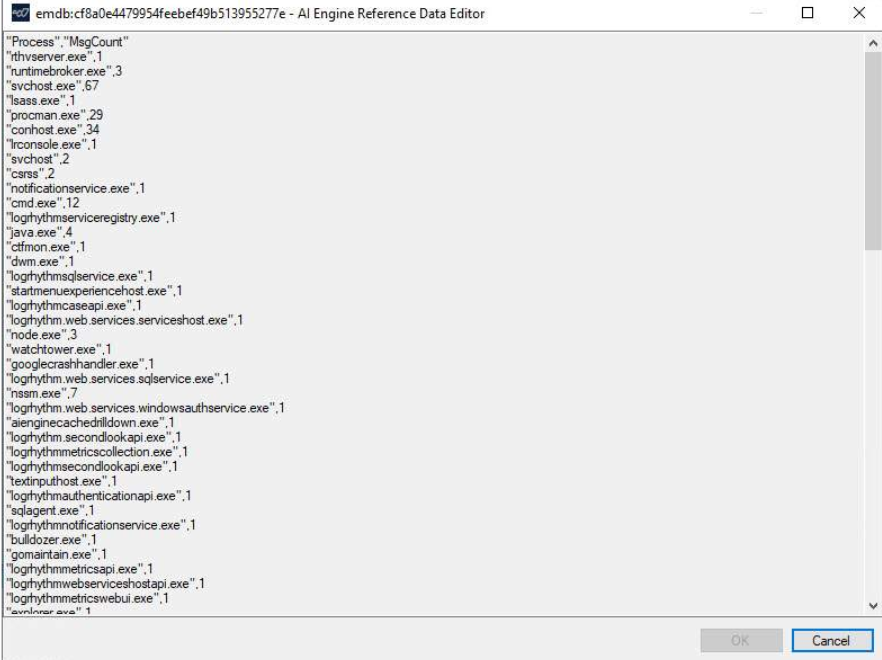 emdb:cf8a0e4479954feebef49b513955277e - AI Engine Reference Data Editor
"Process","MsgCount"
"rthvserver.exe",1
"runtimebroker.exe",3
"svchost.exe",67
"lsass.exe",1
"procman.exe",29
"conhost.exe",34
"lrconsole.exe",1
"svchost",2
"csrss",2
"notificationservice.exe",1
"cmd.exe",12
"logrhythmserviceregistry.exe",1
"java.exe",4
"ctfmon.exe",1
"dwm.exe",1
"logrhythmsqlservice.exe",1
"startmenuexperiencehost.exe",1
"logrhythmcaseapi.exe",1
"logrhythm.web.services.serviceshost.exe",1
"node.exe",3
"watchtower.exe",1
"googlecrashhandler.exe",1
"logrhythm.web.services.sqlservice.exe",1
"nssm.exe",7
"logrhythm.web.services.windowsauthservice.exe",1
"aienginecachedrilldown.exe",1
"logrhythm.secondlookapi.exe",1
"logrhythmmetricscollection.exe",1
"logrhythmsecondlookapi.exe",1
"textinputhost.exe",1
"logrhythmauthenticationapi.exe",1
"sqlagent.exe",1
"logrhythmnotificationservice.exe",1
"bulldozer.exe",1
"gomaintain.exe",1
"logrhythmmetricsapi.exe",1
"logrhythmwebserviceshostapi.exe",1
"logrhythmmetricswebui.exe",1
"explorer.exe",1
OK
Cancel